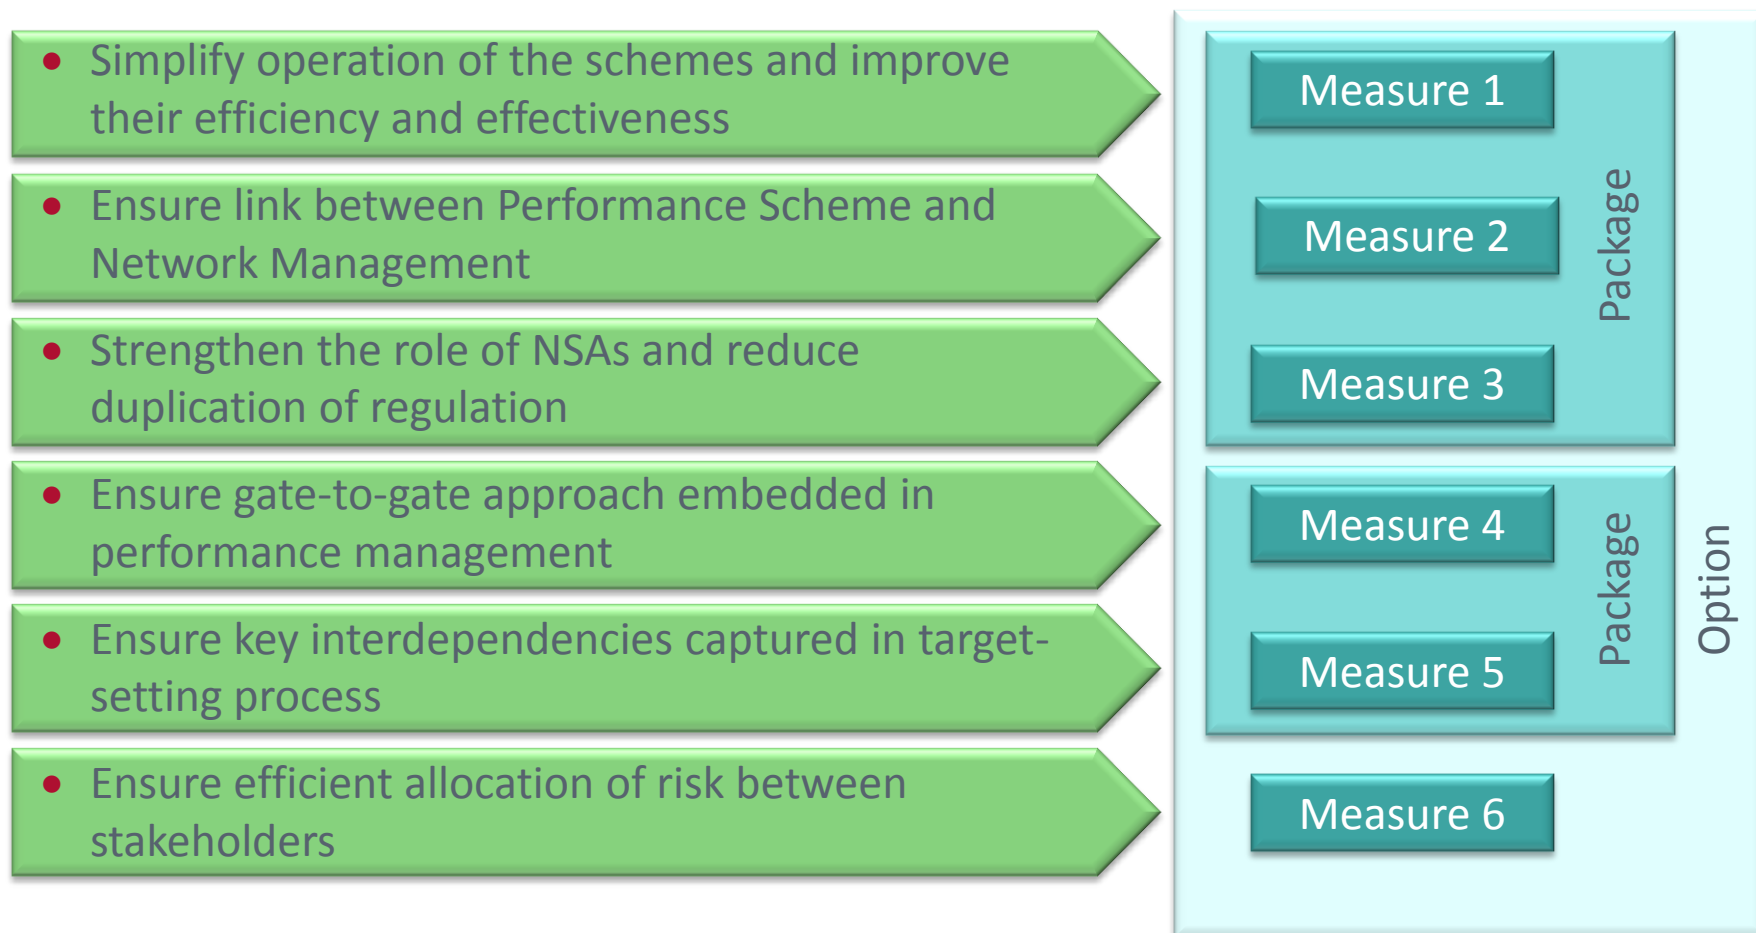 • Simplify operation of the schemes and improve
their efficiency and effectiveness
• Ensure link between Performance Scheme and
Network Management
• Strengthen the role of NSAs and reduce
duplication of regulation
• Ensure gate-to-gate approach embedded in
performance management
• Ensure key interdependencies captured in target-
setting process
• Ensure efficient allocation of risk between
stakeholders
Measure 1
Measure 2
Measure 3
Package
Measure 4
Measure 5
Package
Measure 6
Option